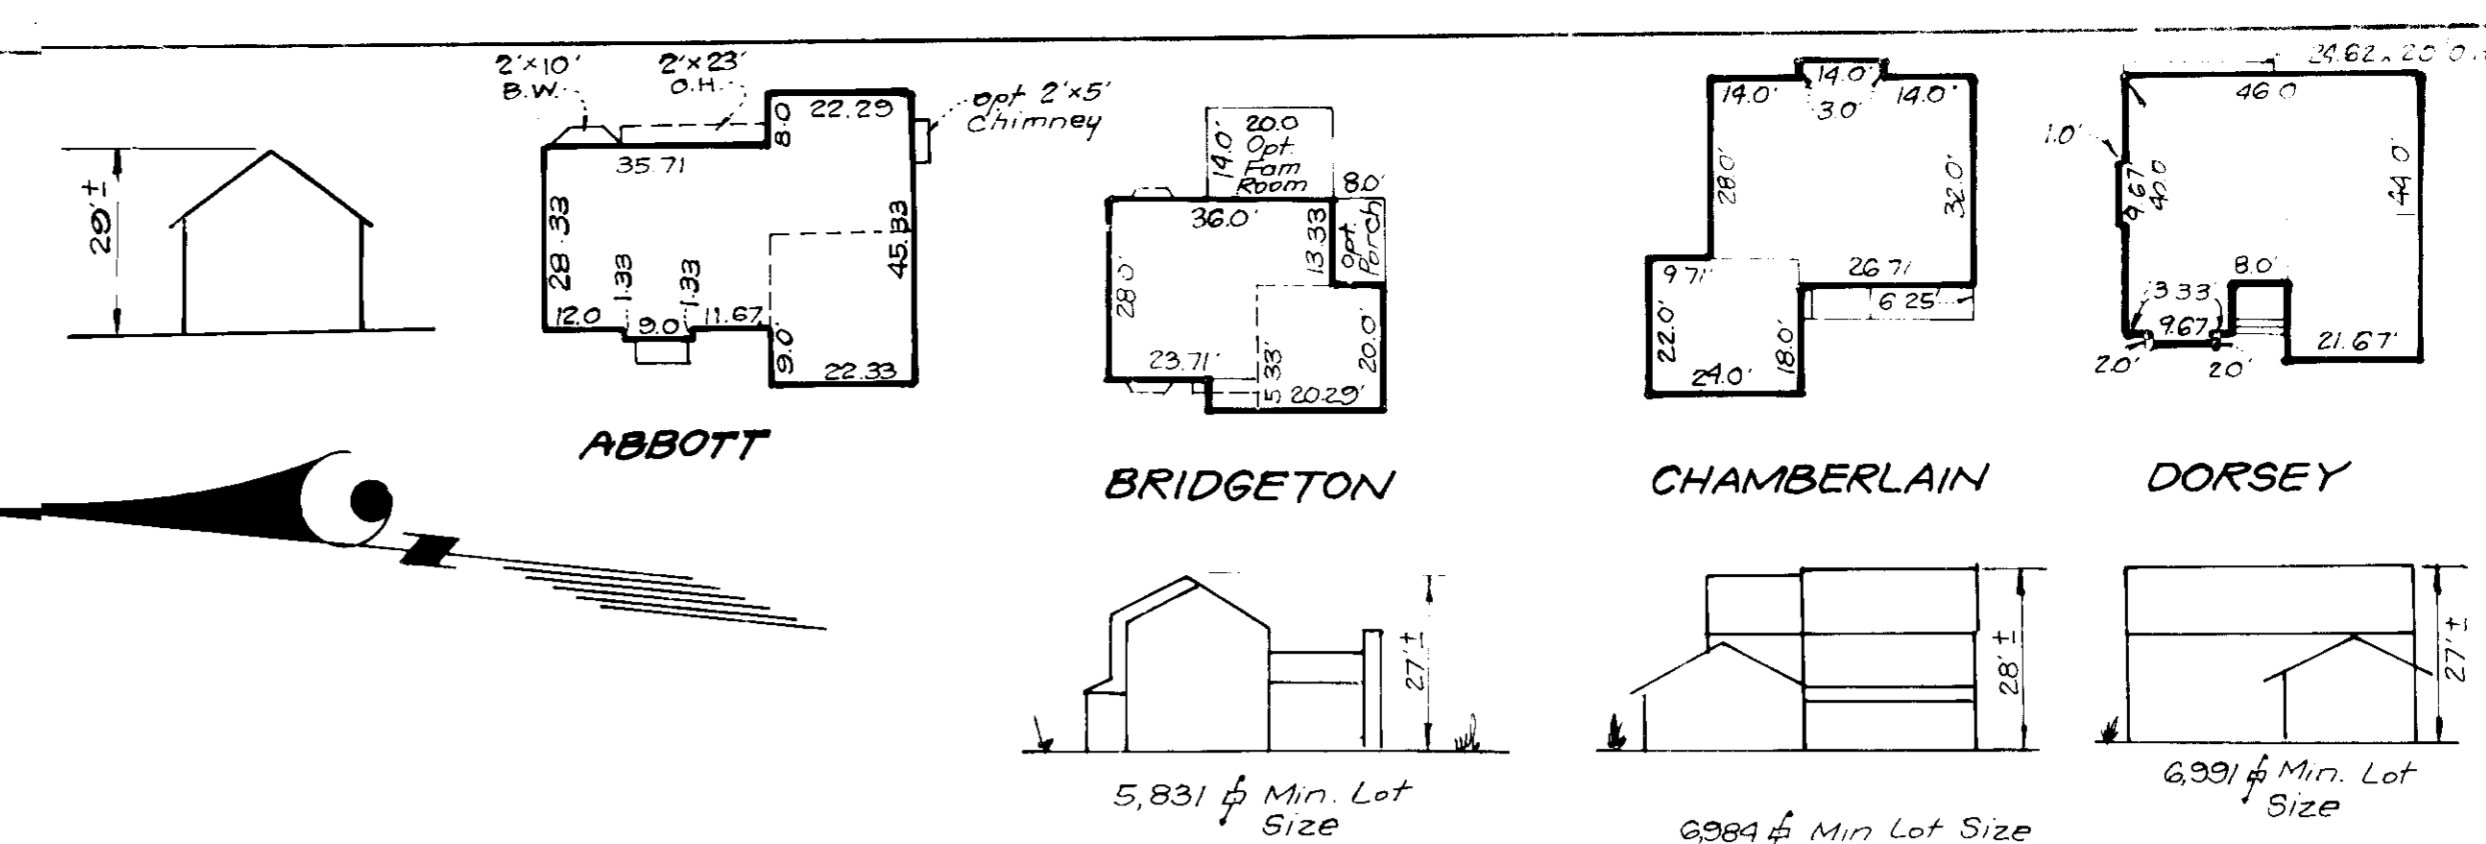 29'±
2'×10'
B.W.
2'×23'
O.H.
opt 2'×5'
Chimney
22.29
8.0
35.71
28.33
45.33
1.33
1.33
12.0
9.0
11.67
9.0'
22.33
ABBOTT
14.0'
20.0
Opt.
Fam
Room
8.0'
36.0'
13.33
Opt.
Porch
28.0'
23.71'
5.33'
20.0'
20.29'
BRIDGETON
14.0'
14.0'
3.0'
14.0'
28.0'
32.0'
9.71'
26.71
6.25'
22.0'
18.0'
24.0'
CHAMBERLAIN
24.62
46.0
1.0'
9.67
40.0
44.0'
8.0'
3.33
9.67
21.67'
2.0'
2.0'
DORSEY
27'±
5,831 Min. Lot
Size
28'±
6,984 Min Lot Size
27'±
6,991 Min. Lot
Size